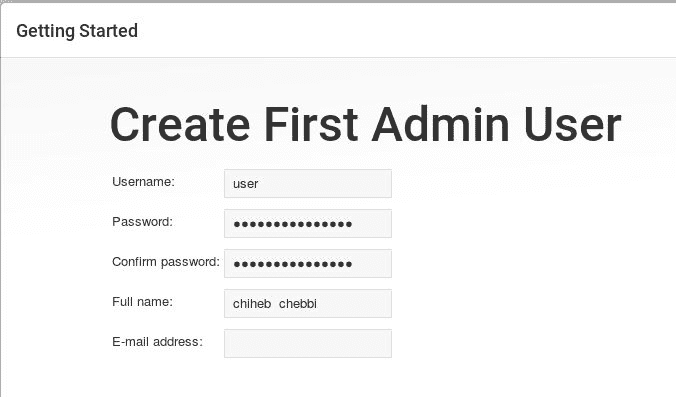 Getting Started
Create First Admin User
Username: user
Password: ●●●●●●●●●●●●●●●
Confirm password: ●●●●●●●●●●●●●●●
Full name: chiheb  chebbi
E-mail address: